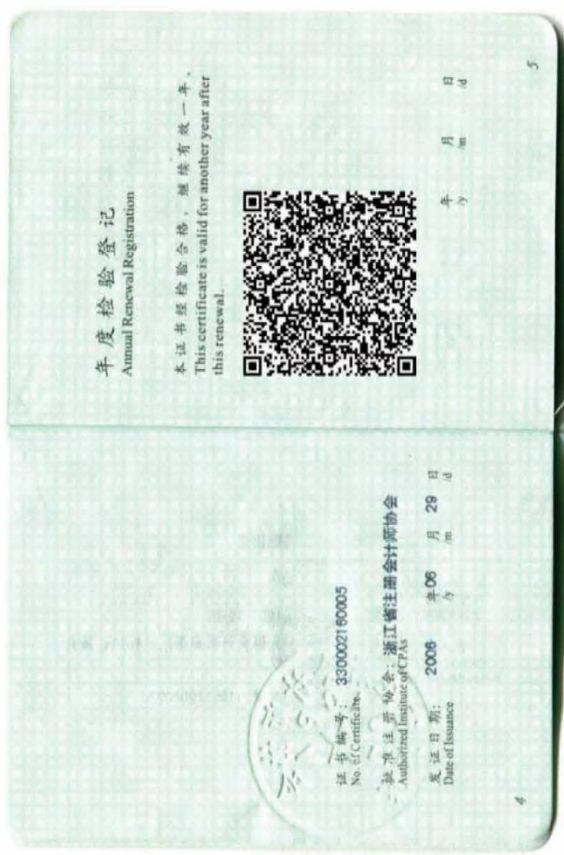 证书编号： 330002160005
No. of Certificate
批准注册协会： 浙江省注册会计师协会
Authorized Institute of CPAs
发证日期： 2006 年 06 月 29 日
Date of Issuance /y /m /d
4
年度检验登记
Annual Renewal Registration
本证书经检验合格，继续有效一年。
This certificate is valid for another year after
this renewal.
年 月 日
/y /m /d
5